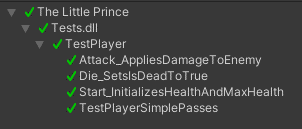 The Little Prince
Tests.dll
TestPlayer
Attack_AppliesDamageToEnemy
Die_SetsIsDeadToTrue
Start_InitializesHealthAndMaxHealth
TestPlayerSimplePasses